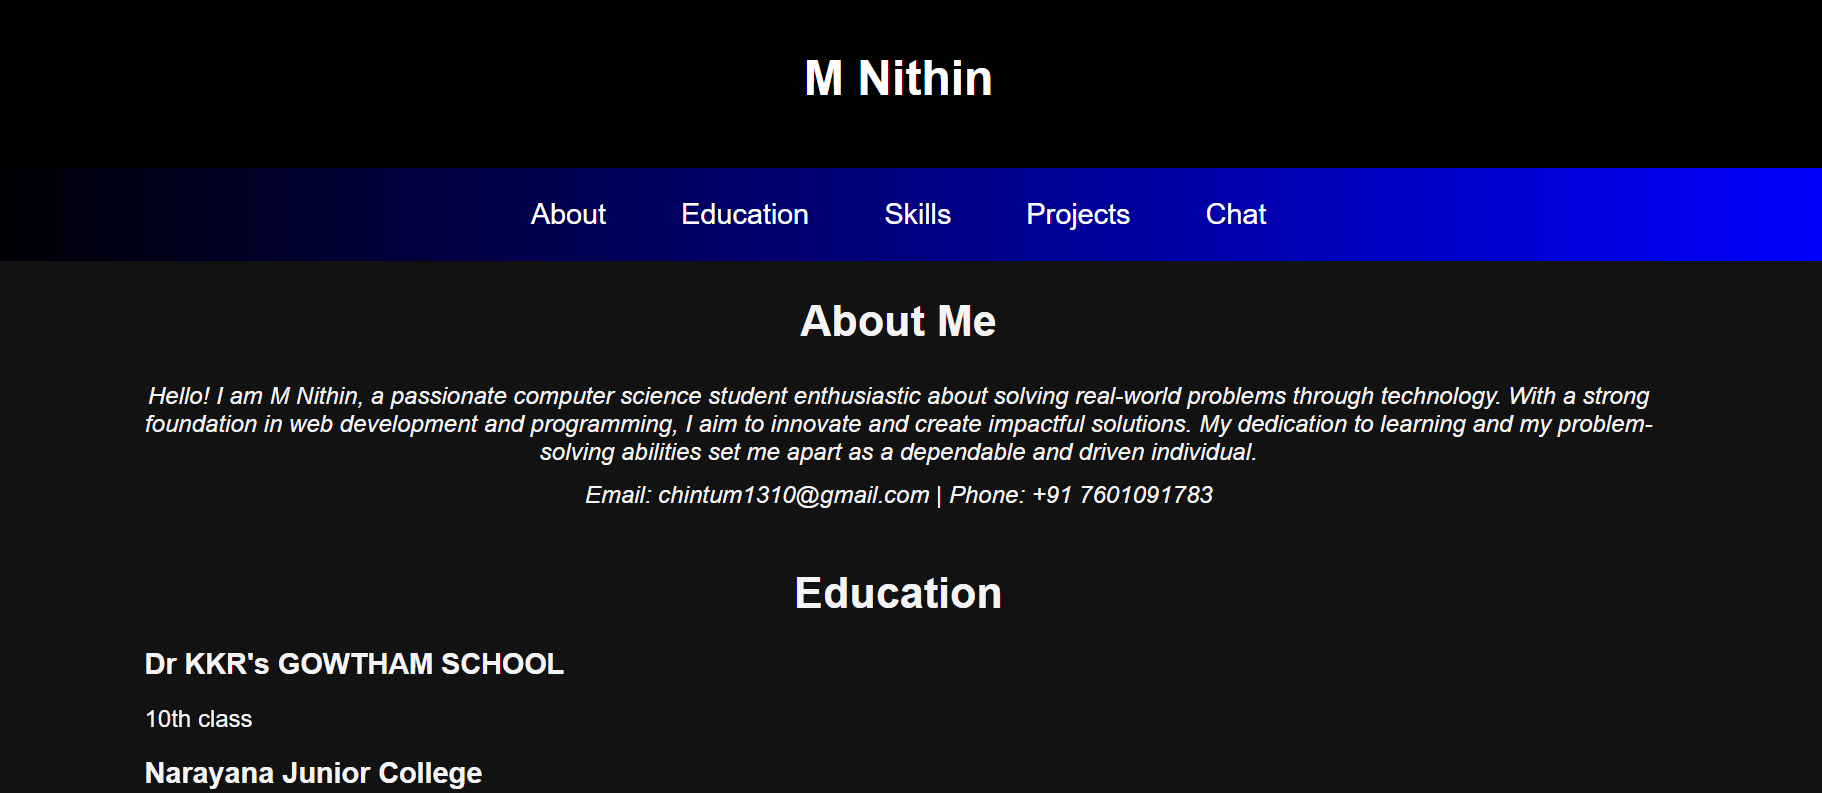 M Nithin
About Education Skills Projects Chat
About Me
Hello! I am M Nithin, a passionate computer science student enthusiastic about solving real-world problems through technology. With a strong
foundation in web development and programming, I aim to innovate and create impactful solutions. My dedication to learning and my problem-
solving abilities set me apart as a dependable and driven individual.
Email: chintum1310@gmail.com | Phone: +91 7601091783
Education
Dr KKR's GOWTHAM SCHOOL
10th class
Narayana Junior College